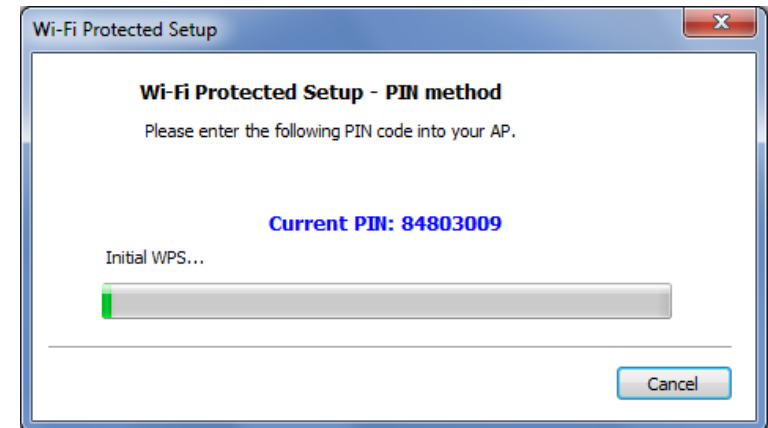 Wi-Fi Protected Setup
Wi-Fi Protected Setup - PIN method
Please enter the following PIN code into your AP.
Current PIN: 84803009
Initial WPS...
Cancel